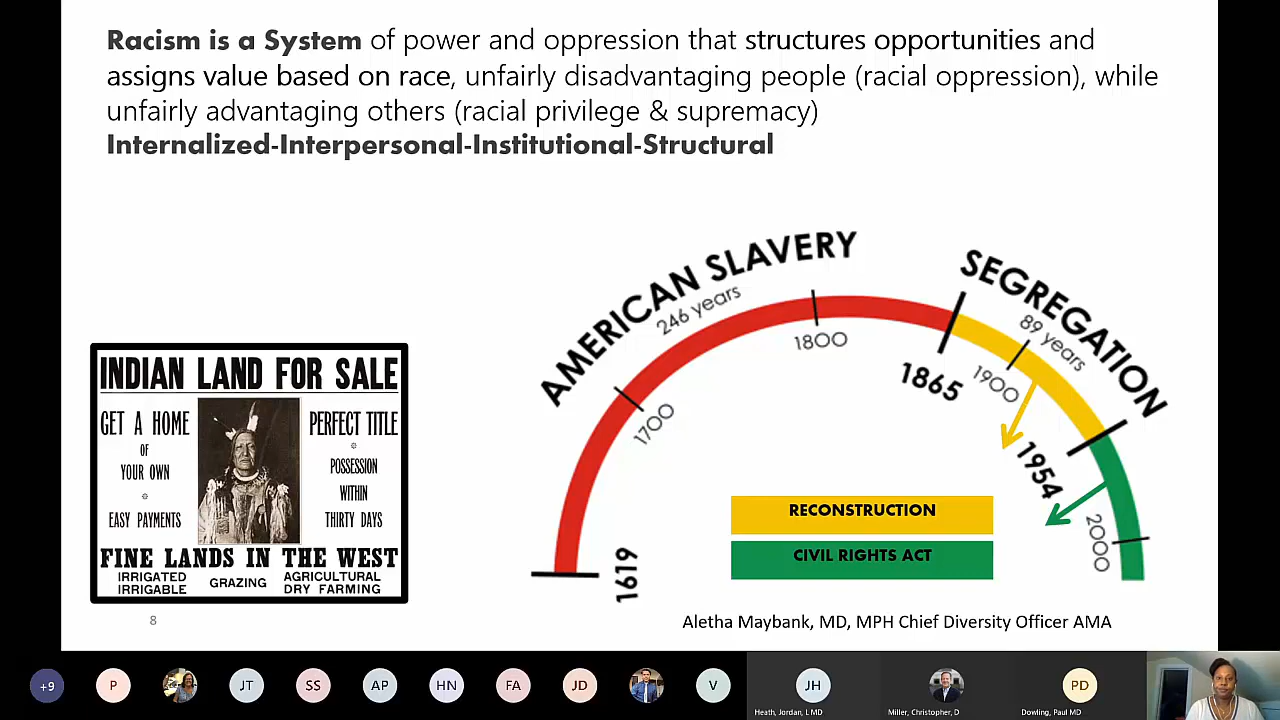 Racism is a System of power and oppression that structures opportunities and
assigns value based on race, unfairly disadvantaging people (racial oppression), while
unfairly advantaging others (racial privilege & supremacy)
Internalized-Interpersonal-Institutional-Structural
AMERICAN SLAVERY
246 years
SEGREGATION
89 years
1619
1700
1800
1865
1900
1954
2000
RECONSTRUCTION
CIVIL RIGHTS ACT
INDIAN LAND FOR SALE
GET A HOME
OF
YOUR OWN
*
EASY PAYMENTS
PERFECT TITLE
*
POSSESSION
WITHIN
THIRTY DAYS
FINE LANDS IN THE WEST
IRRIGATED
IRRIGABLE
GRAZING
AGRICULTURAL
DRY FARMING
8
Aletha Maybank, MD, MPH Chief Diversity Officer AMA
+9
P
JT
SS
AP
HN
FA
JD
V
JH
PD
Heath, Jordan, L MD
Miller, Christopher, D
Dowling, Paul MD